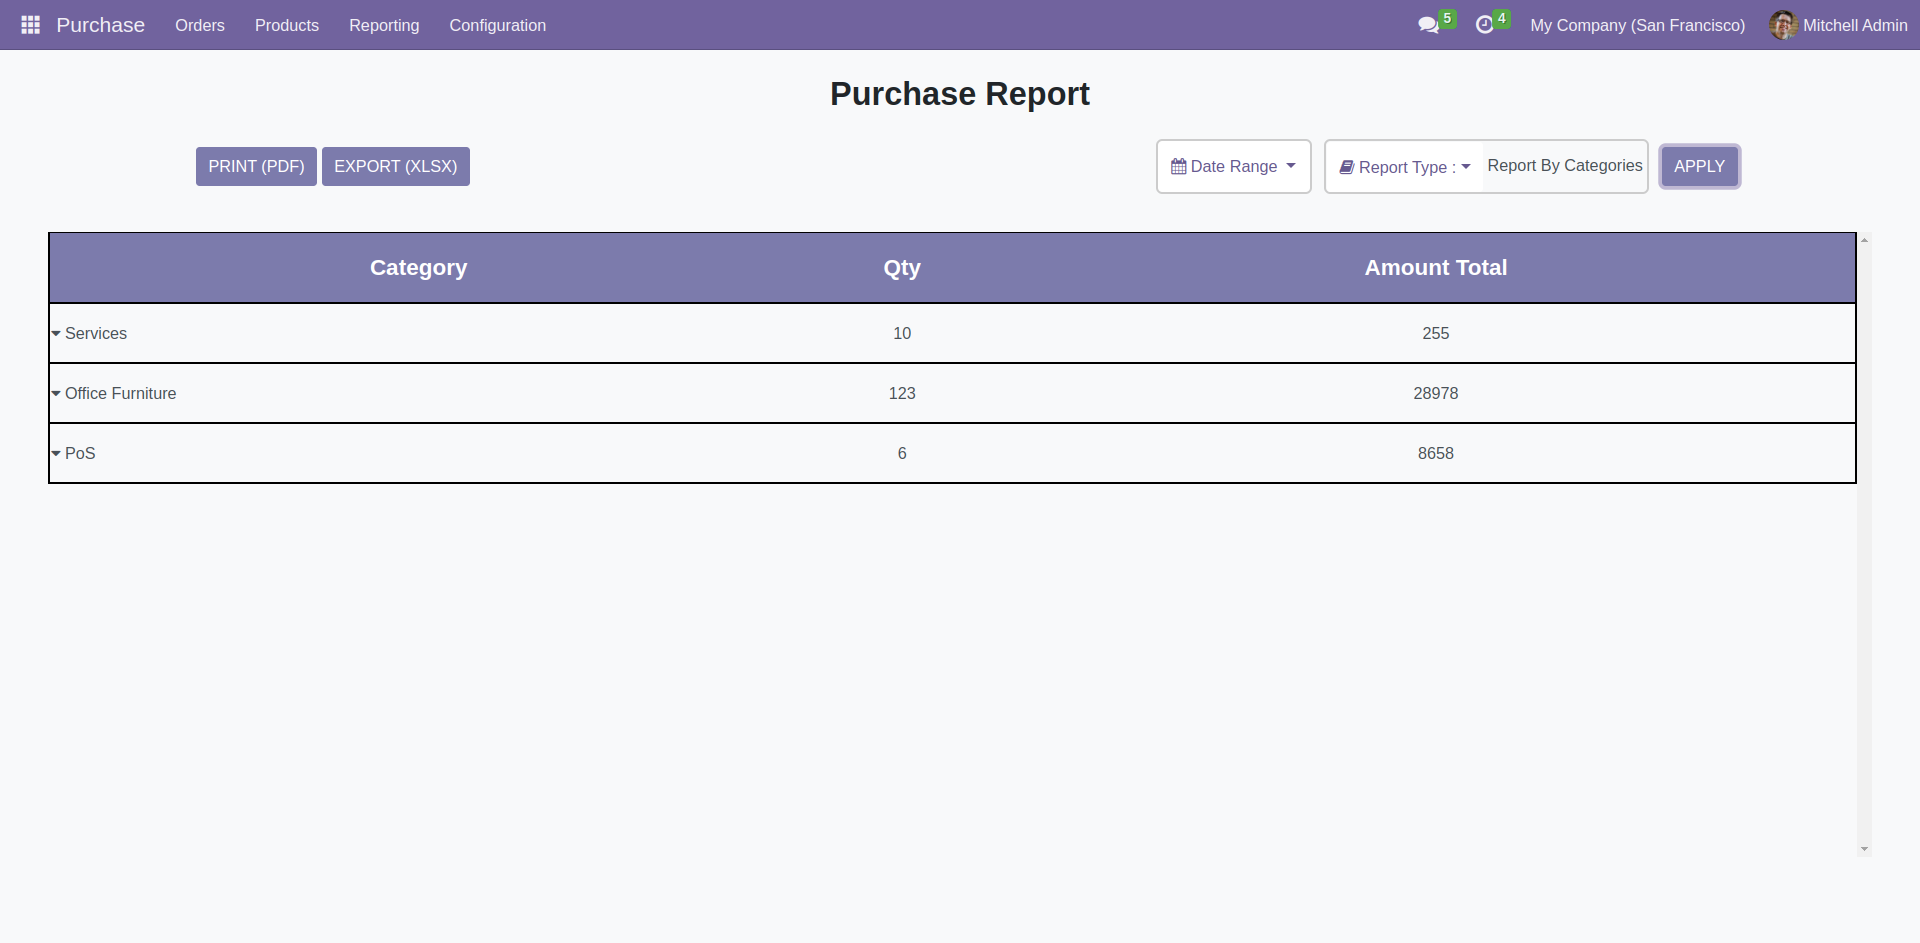 Purchase Orders Products Reporting Configuration 5 4 My Company (San Francisco) Mitchell Admin
Purchase Report
PRINT (PDF) EXPORT (XLSX) Date Range Report Type : Report By Categories APPLY
Category Qty Amount Total
Services 10 255
Office Furniture 123 28978
PoS 6 8658